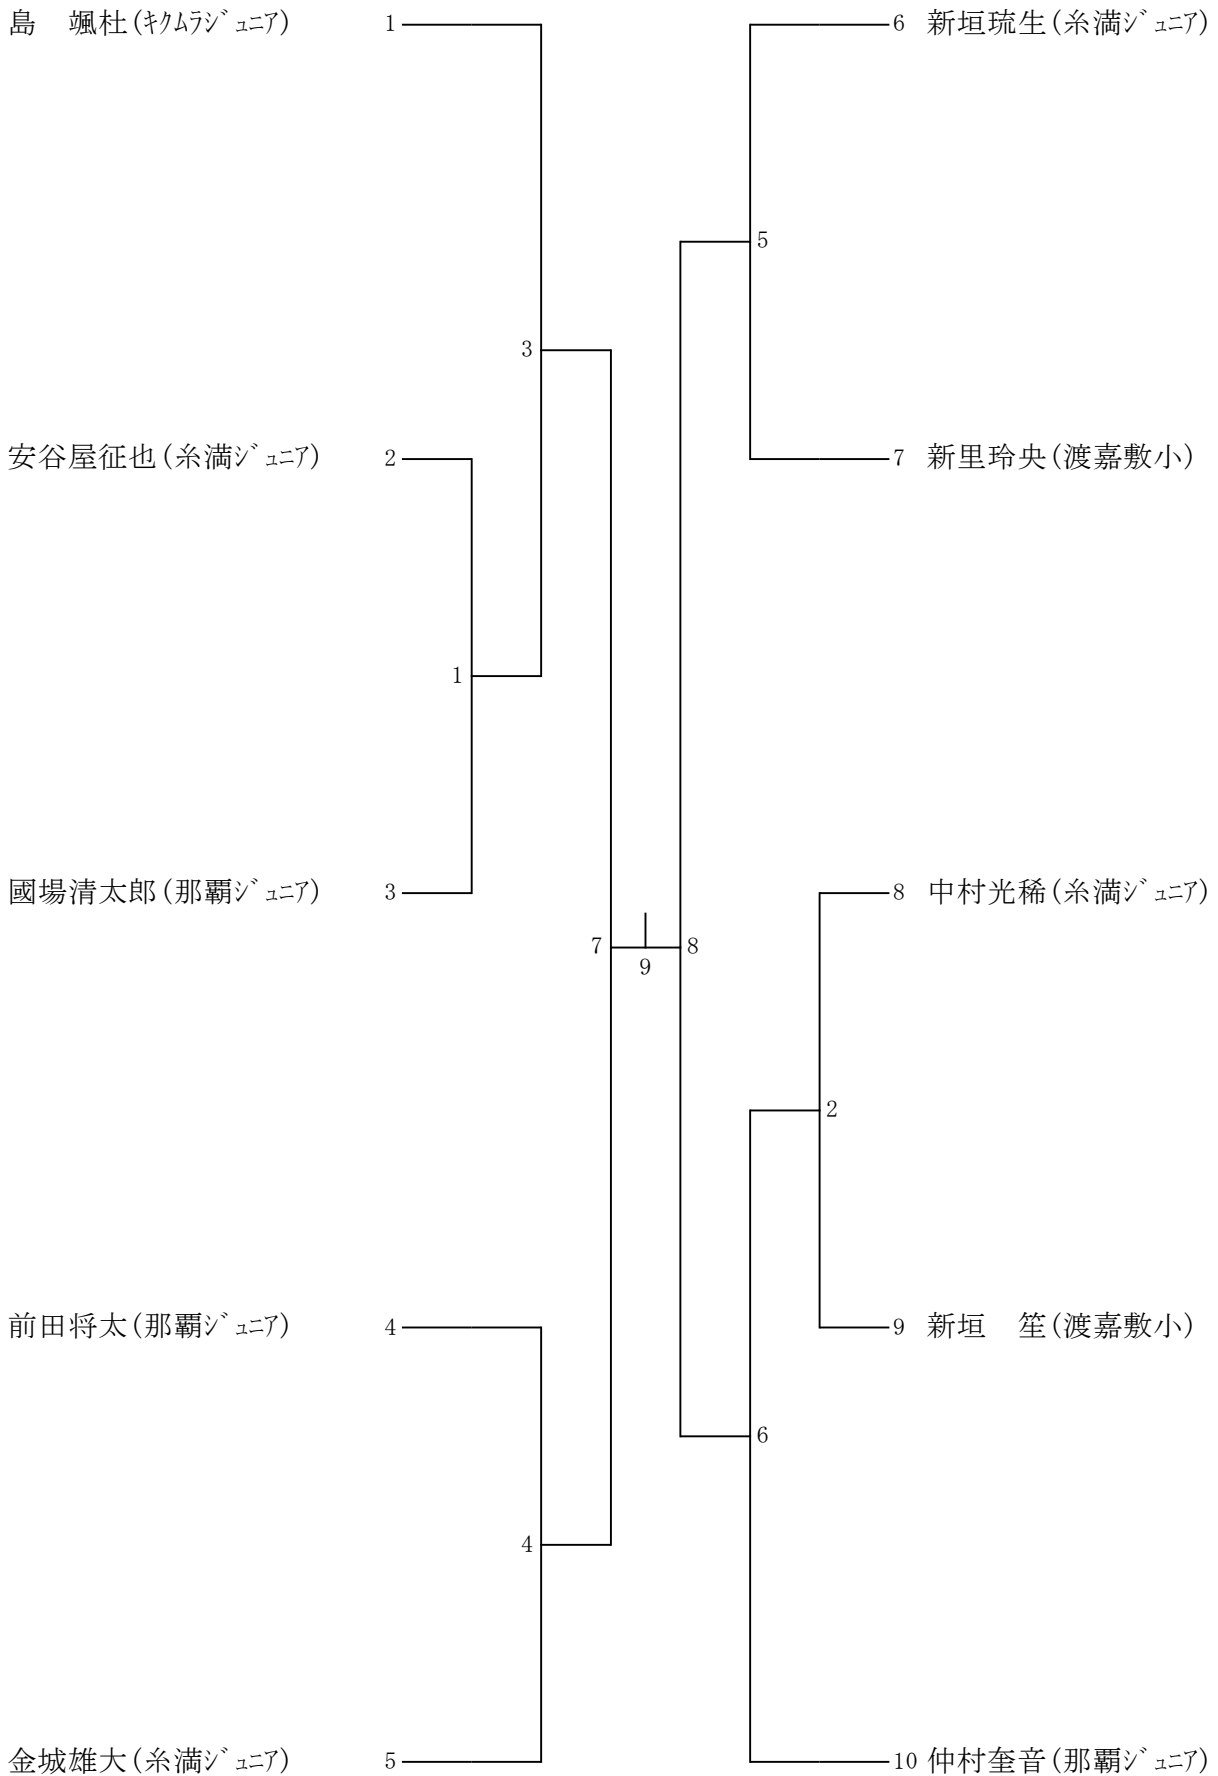 島　颯杜(ｷｸﾑﾗｼﾞｭﾆｱ) 1
安谷屋征也(糸満ｼﾞｭﾆｱ) 2
國場清太郎(那覇ｼﾞｭﾆｱ) 3
前田将太(那覇ｼﾞｭﾆｱ) 4
金城雄大(糸満ｼﾞｭﾆｱ) 5
3
1
7
9
8
4
5
2
6
6 新垣琉生(糸満ｼﾞｭﾆｱ)
7 新里玲央(渡嘉敷小)
8 中村光稀(糸満ｼﾞｭﾆｱ)
9 新垣　笙(渡嘉敷小)
10 仲村奎音(那覇ｼﾞｭﾆｱ)